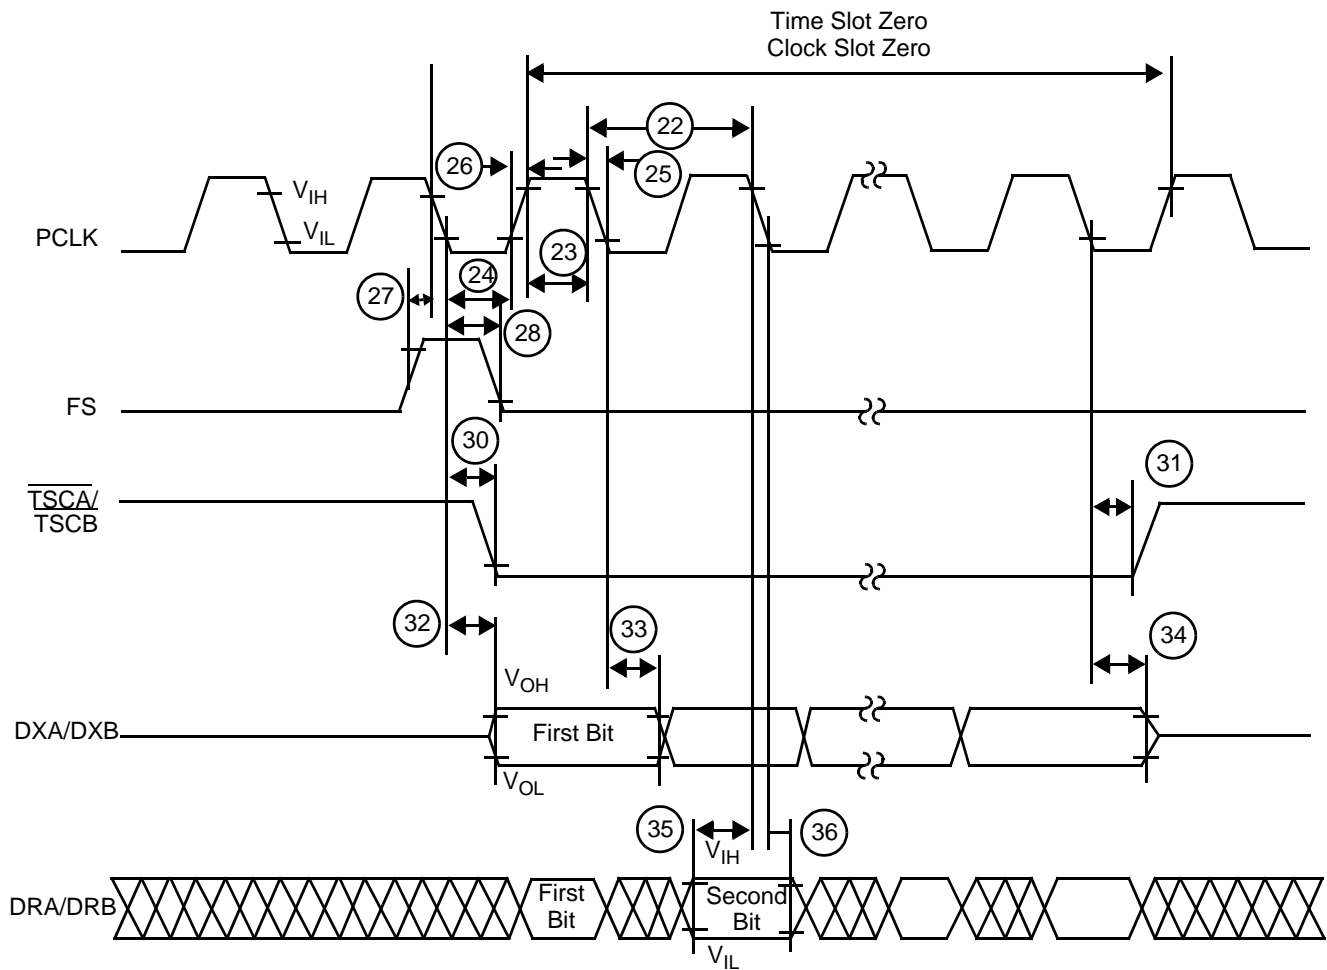 Time Slot Zero
Clock Slot Zero
22
26
25
VIH
VIL
PCLK
23
24
27
28
FS
30
31
TSCA/
TSCB
32
33
34
VOH
DXA/DXB
First Bit
VOL
35
36
VIH
DRA/DRB
First
Bit
Second
Bit
VIL